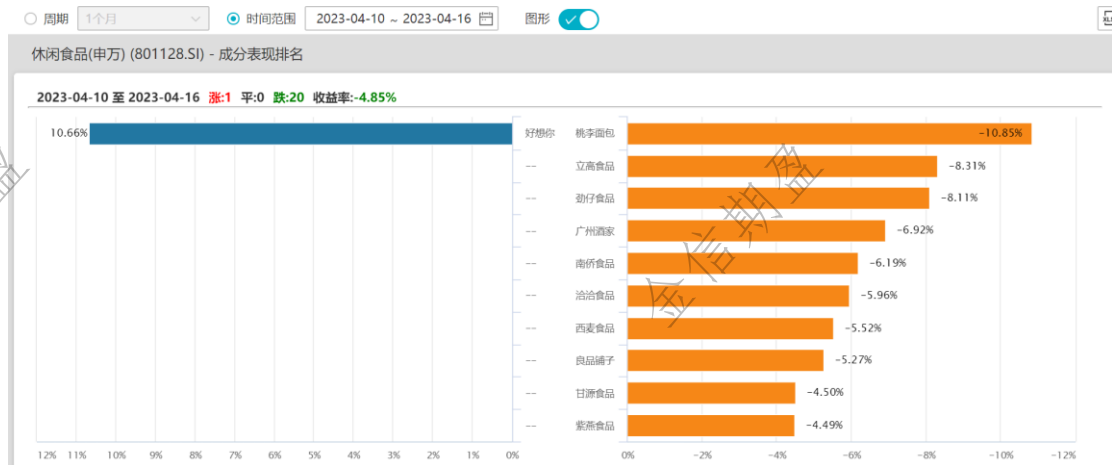 周期 1个月 时间范围 2023-04-10 ~ 2023-04-16 图形
休闲食品(申万) (801128.SI) - 成分表现排名
2023-04-10 至 2023-04-16 涨:1 平:0 跌:20 收益率:-4.85%
10.66% 好想你 桃李面包 -10.85%
-- 立高食品 -8.31%
-- 劲仔食品 -8.11%
-- 广州酒家 -6.92%
-- 南侨食品 -6.19%
-- 洽洽食品 -5.96%
-- 西麦食品 -5.52%
-- 良品铺子 -5.27%
-- 甘源食品 -4.50%
-- 紫燕食品 -4.49%
12% 11% 10% 9% 8% 7% 6% 5% 4% 3% 2% 1% 0% 0% -2% -4% -6% -8% -10% -12%
金信期盈
盈